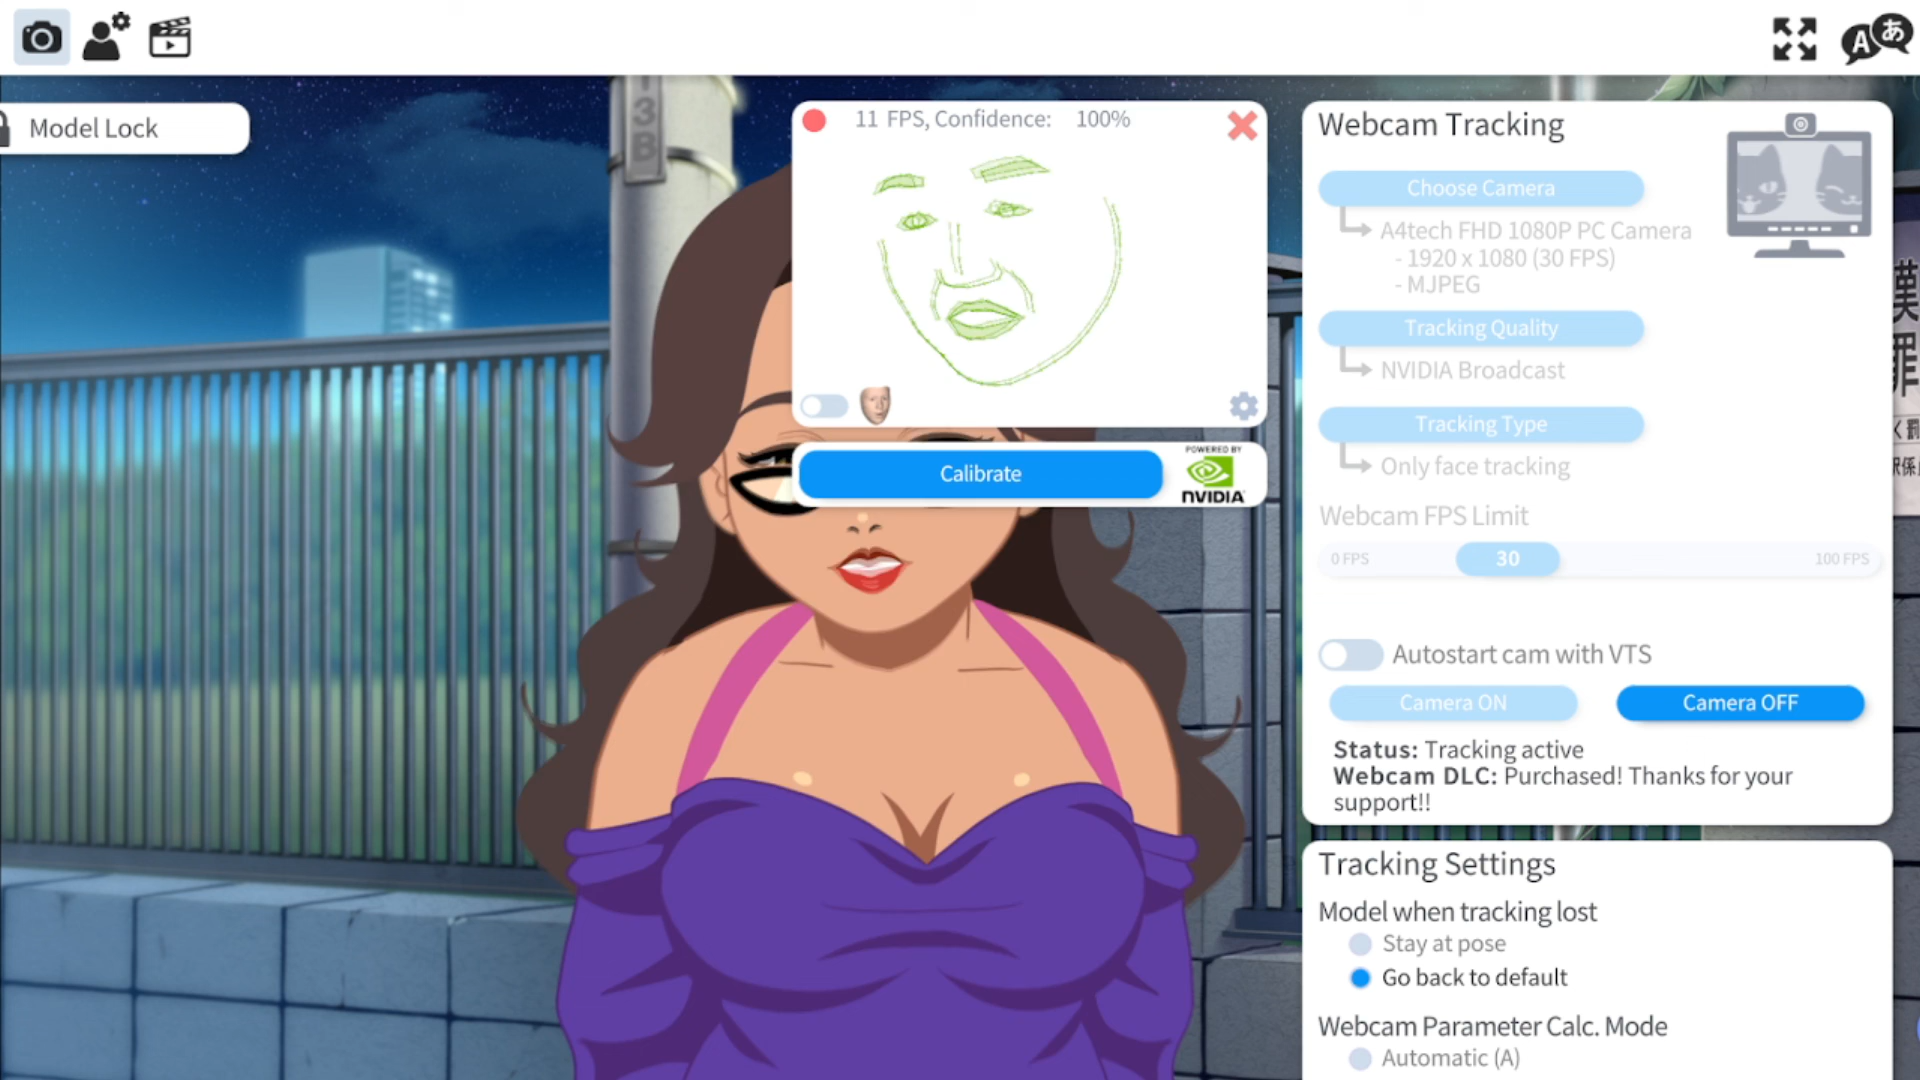 A あ
Model Lock
13B
11 FPS, Confidence: 100%
Calibrate
POWERED BY
NVIDIA
Webcam Tracking
Choose Camera
A4tech FHD 1080P PC Camera
- 1920 x 1080 (30 FPS)
- MJPEG
Tracking Quality
NVIDIA Broadcast
Tracking Type
Only face tracking
Webcam FPS Limit
0 FPS
30
100 FPS
Autostart cam with VTS
Camera ON
Camera OFF
Status: Tracking active
Webcam DLC: Purchased! Thanks for your
support!!
Tracking Settings
Model when tracking lost
Stay at pose
Go back to default
Webcam Parameter Calc. Mode
Automatic (A)